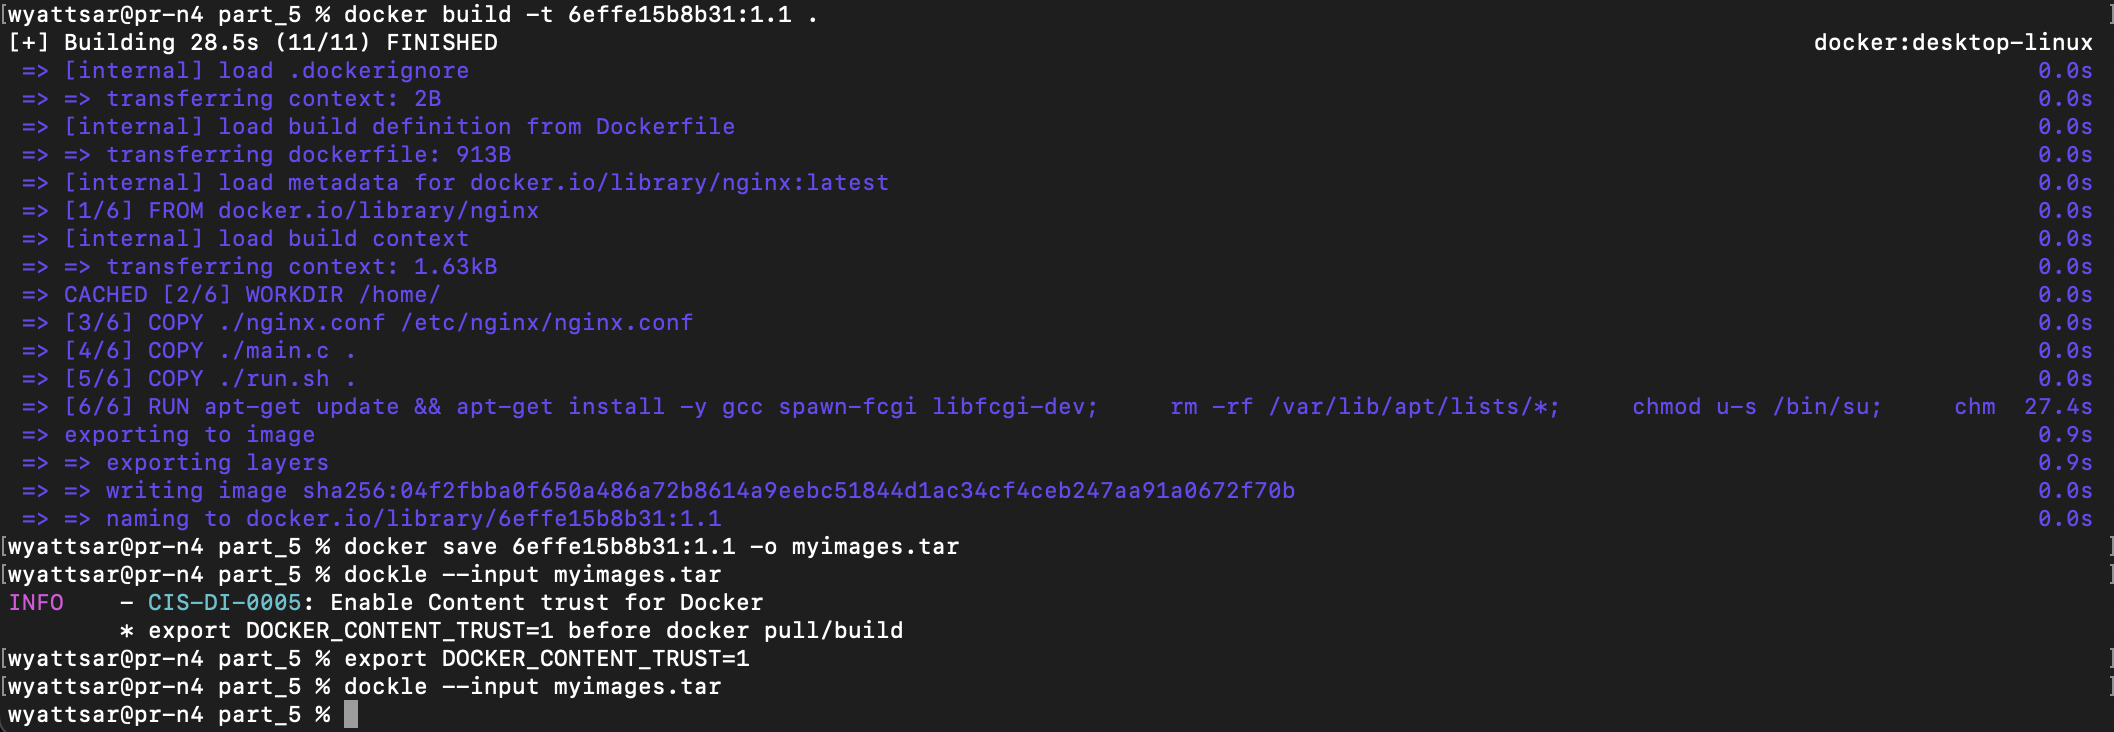 [wyattsar@pr-n4 part_5 % docker build -t 6effe15b8b31:1.1 . ]
[+] Building 28.5s (11/11) FINISHED docker:desktop-linux
=> [internal] load .dockerignore 0.0s
=> => transferring context: 2B 0.0s
=> [internal] load build definition from Dockerfile 0.0s
=> => transferring dockerfile: 913B 0.0s
=> [internal] load metadata for docker.io/library/nginx:latest 0.0s
=> [1/6] FROM docker.io/library/nginx 0.0s
=> [internal] load build context 0.0s
=> => transferring context: 1.63kB 0.0s
=> CACHED [2/6] WORKDIR /home/ 0.0s
=> [3/6] COPY ./nginx.conf /etc/nginx/nginx.conf 0.0s
=> [4/6] COPY ./main.c . 0.0s
=> [5/6] COPY ./run.sh . 0.0s
=> [6/6] RUN apt-get update && apt-get install -y gcc spawn-fcgi libfcgi-dev; rm -rf /var/lib/apt/lists/*; chmod u-s /bin/su; chm 27.4s
=> exporting to image 0.9s
=> => exporting layers 0.9s
=> => writing image sha256:04f2fbba0f650a486a72b8614a9eebc51844d1ac34cf4ceb247aa91a0672f70b 0.0s
=> => naming to docker.io/library/6effe15b8b31:1.1 0.0s
[wyattsar@pr-n4 part_5 % docker save 6effe15b8b31:1.1 -o myimages.tar ]
[wyattsar@pr-n4 part_5 % dockle --input myimages.tar ]
INFO - CIS-DI-0005: Enable Content trust for Docker
* export DOCKER_CONTENT_TRUST=1 before docker pull/build
[wyattsar@pr-n4 part_5 % export DOCKER_CONTENT_TRUST=1 ]
[wyattsar@pr-n4 part_5 % dockle --input myimages.tar ]
wyattsar@pr-n4 part_5 %